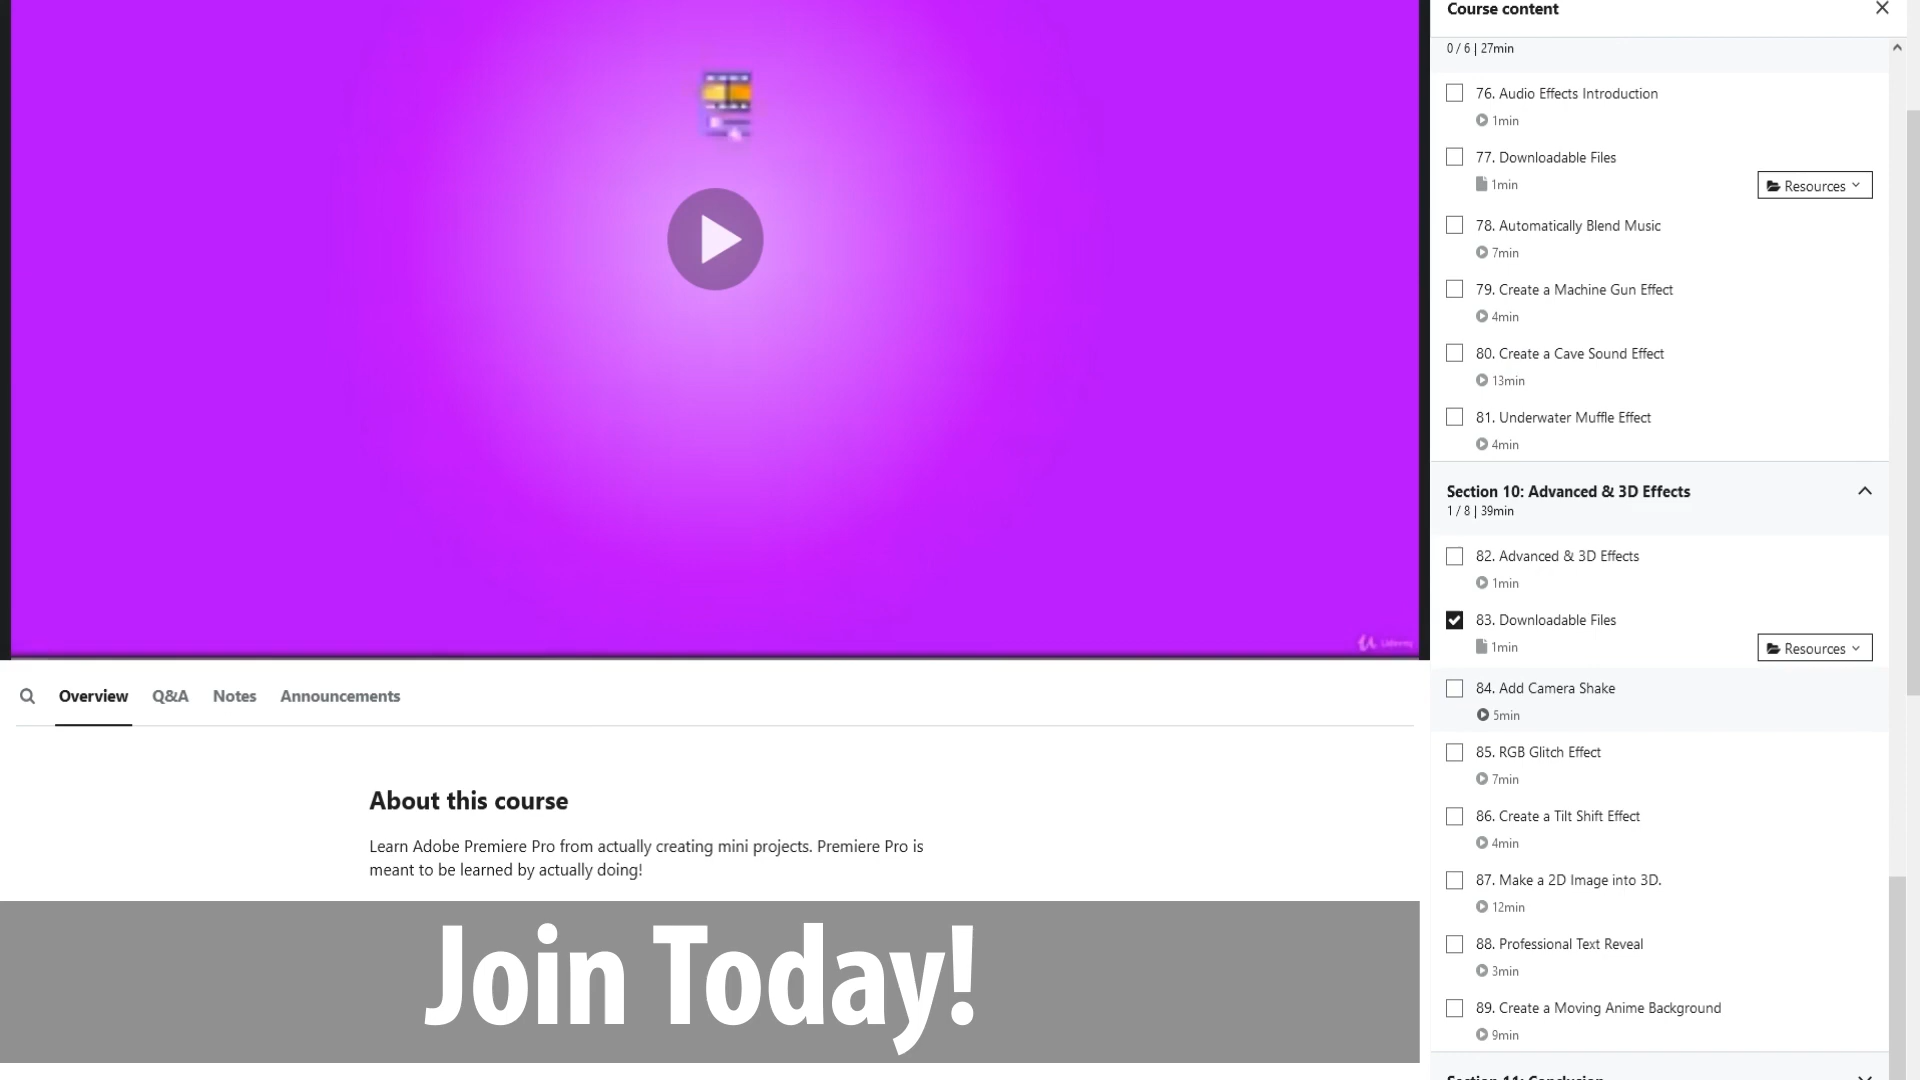 Course content
0 / 6 | 27min
76. Audio Effects Introduction
1min
77. Downloadable Files
1min
Resources
78. Automatically Blend Music
7min
79. Create a Machine Gun Effect
4min
80. Create a Cave Sound Effect
13min
81. Underwater Muffle Effect
4min
Section 10: Advanced & 3D Effects
1 / 8 | 39min
82. Advanced & 3D Effects
1min
83. Downloadable Files
1min
Resources
84. Add Camera Shake
5min
85. RGB Glitch Effect
7min
86. Create a Tilt Shift Effect
4min
87. Make a 2D Image into 3D.
12min
88. Professional Text Reveal
3min
89. Create a Moving Anime Background
9min
Section 11: Conclusion
Udemy
Overview Q&A Notes Announcements
About this course
Learn Adobe Premiere Pro from actually creating mini projects. Premiere Pro is
meant to be learned by actually doing!
Join Today!